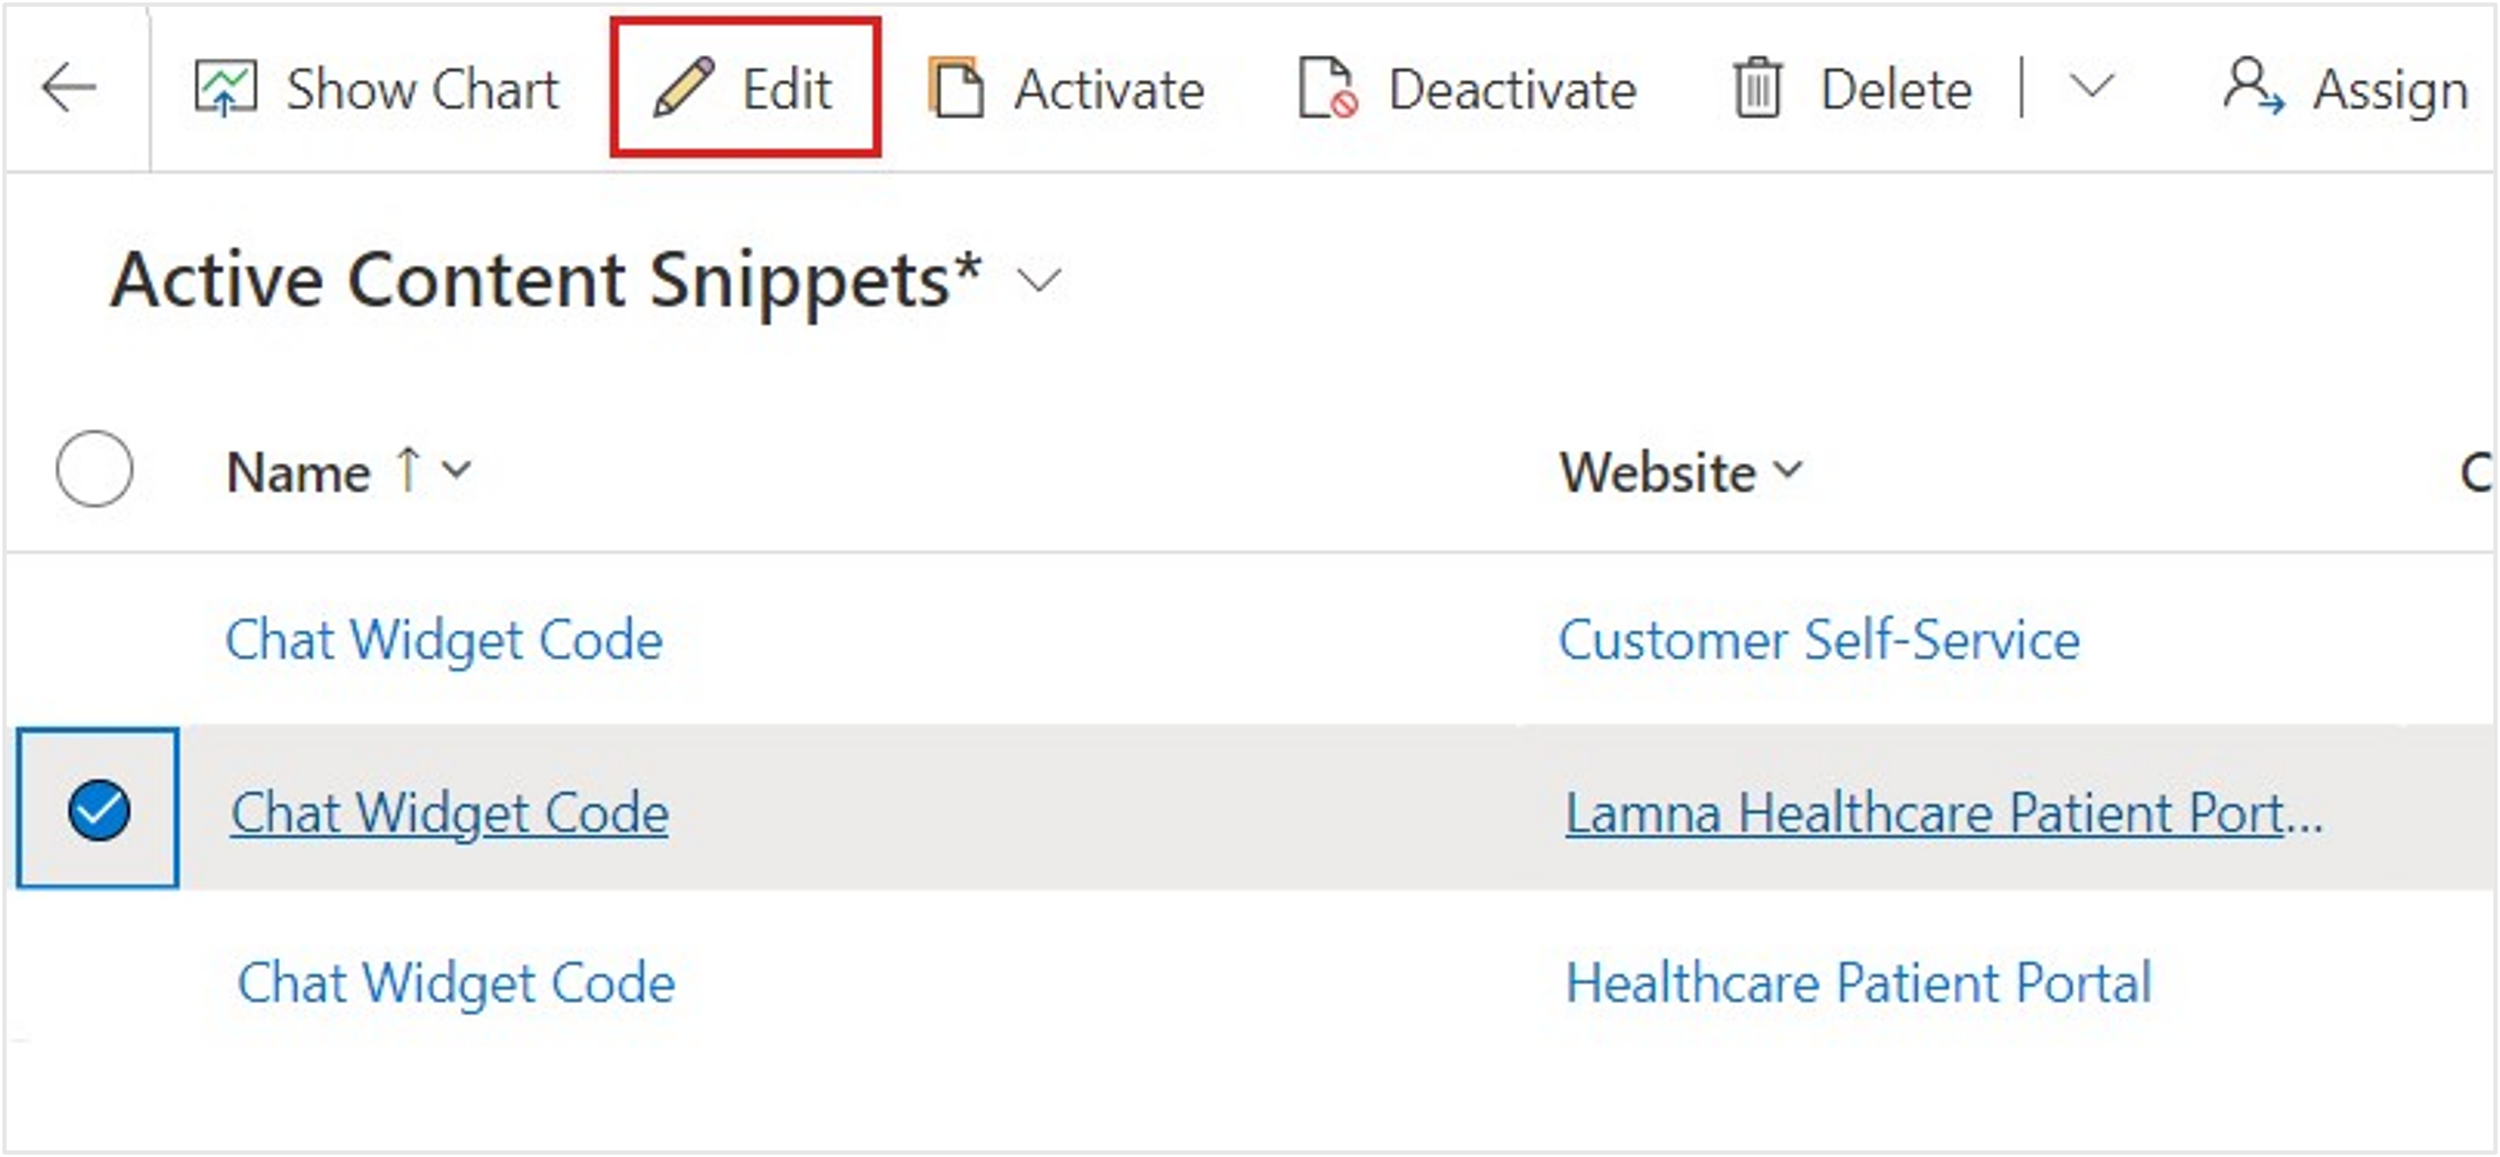 Show Chart Edit Activate Deactivate Delete Assign
Active Content Snippets*
Name Website C
Chat Widget Code Customer Self-Service
Chat Widget Code Lamna Healthcare Patient Port...
Chat Widget Code Healthcare Patient Portal